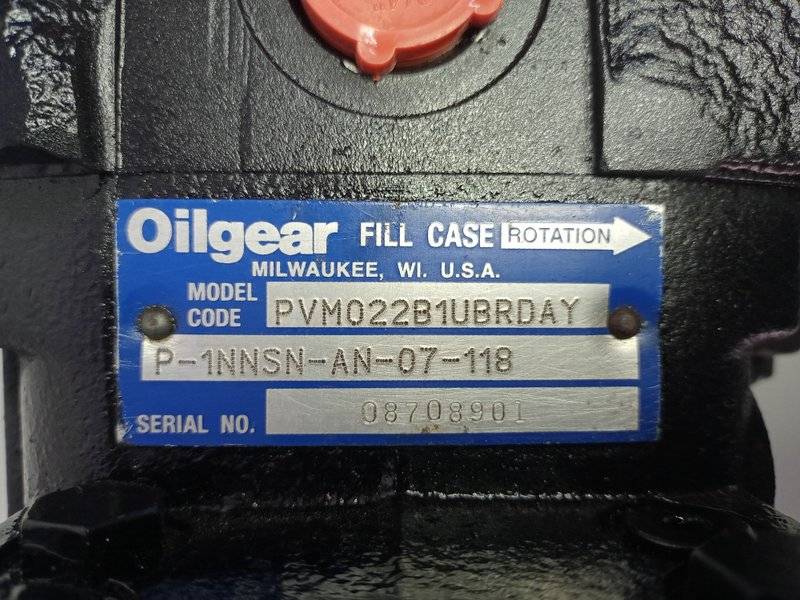 Oilgear FILL CASE ROTATION
MILWAUKEE, WI. U.S.A.
MODEL CODE PVM022B1UBRDAY
P-1NNSN-AN-07-118
SERIAL NO. 08708901